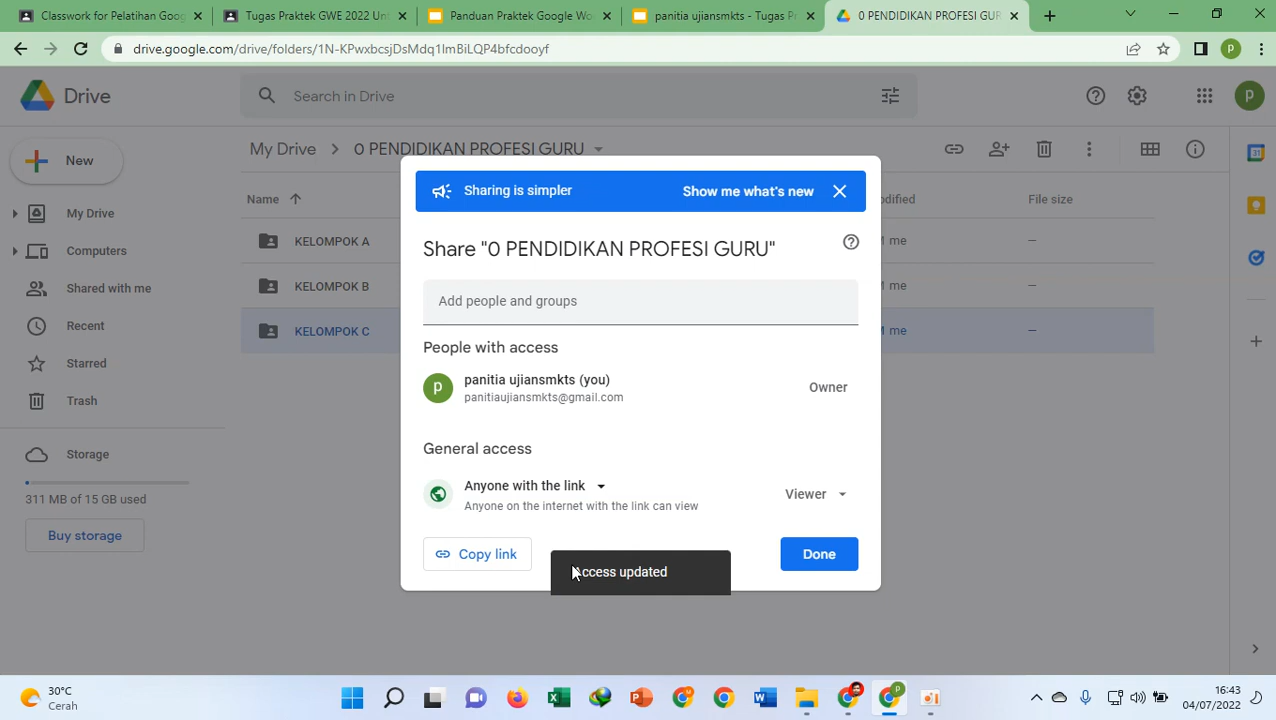 Classwork for Pelatihan Goog
Tugas Praktek GWE 2022 Unt
Panduan Praktek Google Wo
panitia ujiansmkts - Tugas Pr
0 PENDIDIKAN PROFESI GUR
drive.google.com/drive/folders/1N-KPwxbcsjDsMdq1ImBiLQP4bfcdooyf
P
Drive
Search in Drive
p
New
My Drive
0 PENDIDIKAN PROFESI GURU
Name
File size
My Drive
Computers
Shared with me
Recent
Starred
Trash
Storage
311 MB of 15 GB used
Buy storage
KELOMPOK A
me
–
KELOMPOK B
me
–
KELOMPOK C
me
–
31
Sharing is simpler
Show me what's new
Share "0 PENDIDIKAN PROFESI GURU"
Add people and groups
People with access
P
panitia ujiansmkts (you)
panitiaujiansmkts@gmail.com
Owner
General access
Anyone with the link
Anyone on the internet with the link can view
Viewer
Copy link
Done
Access updated
30°C
Cerah
16:43
04/07/2022